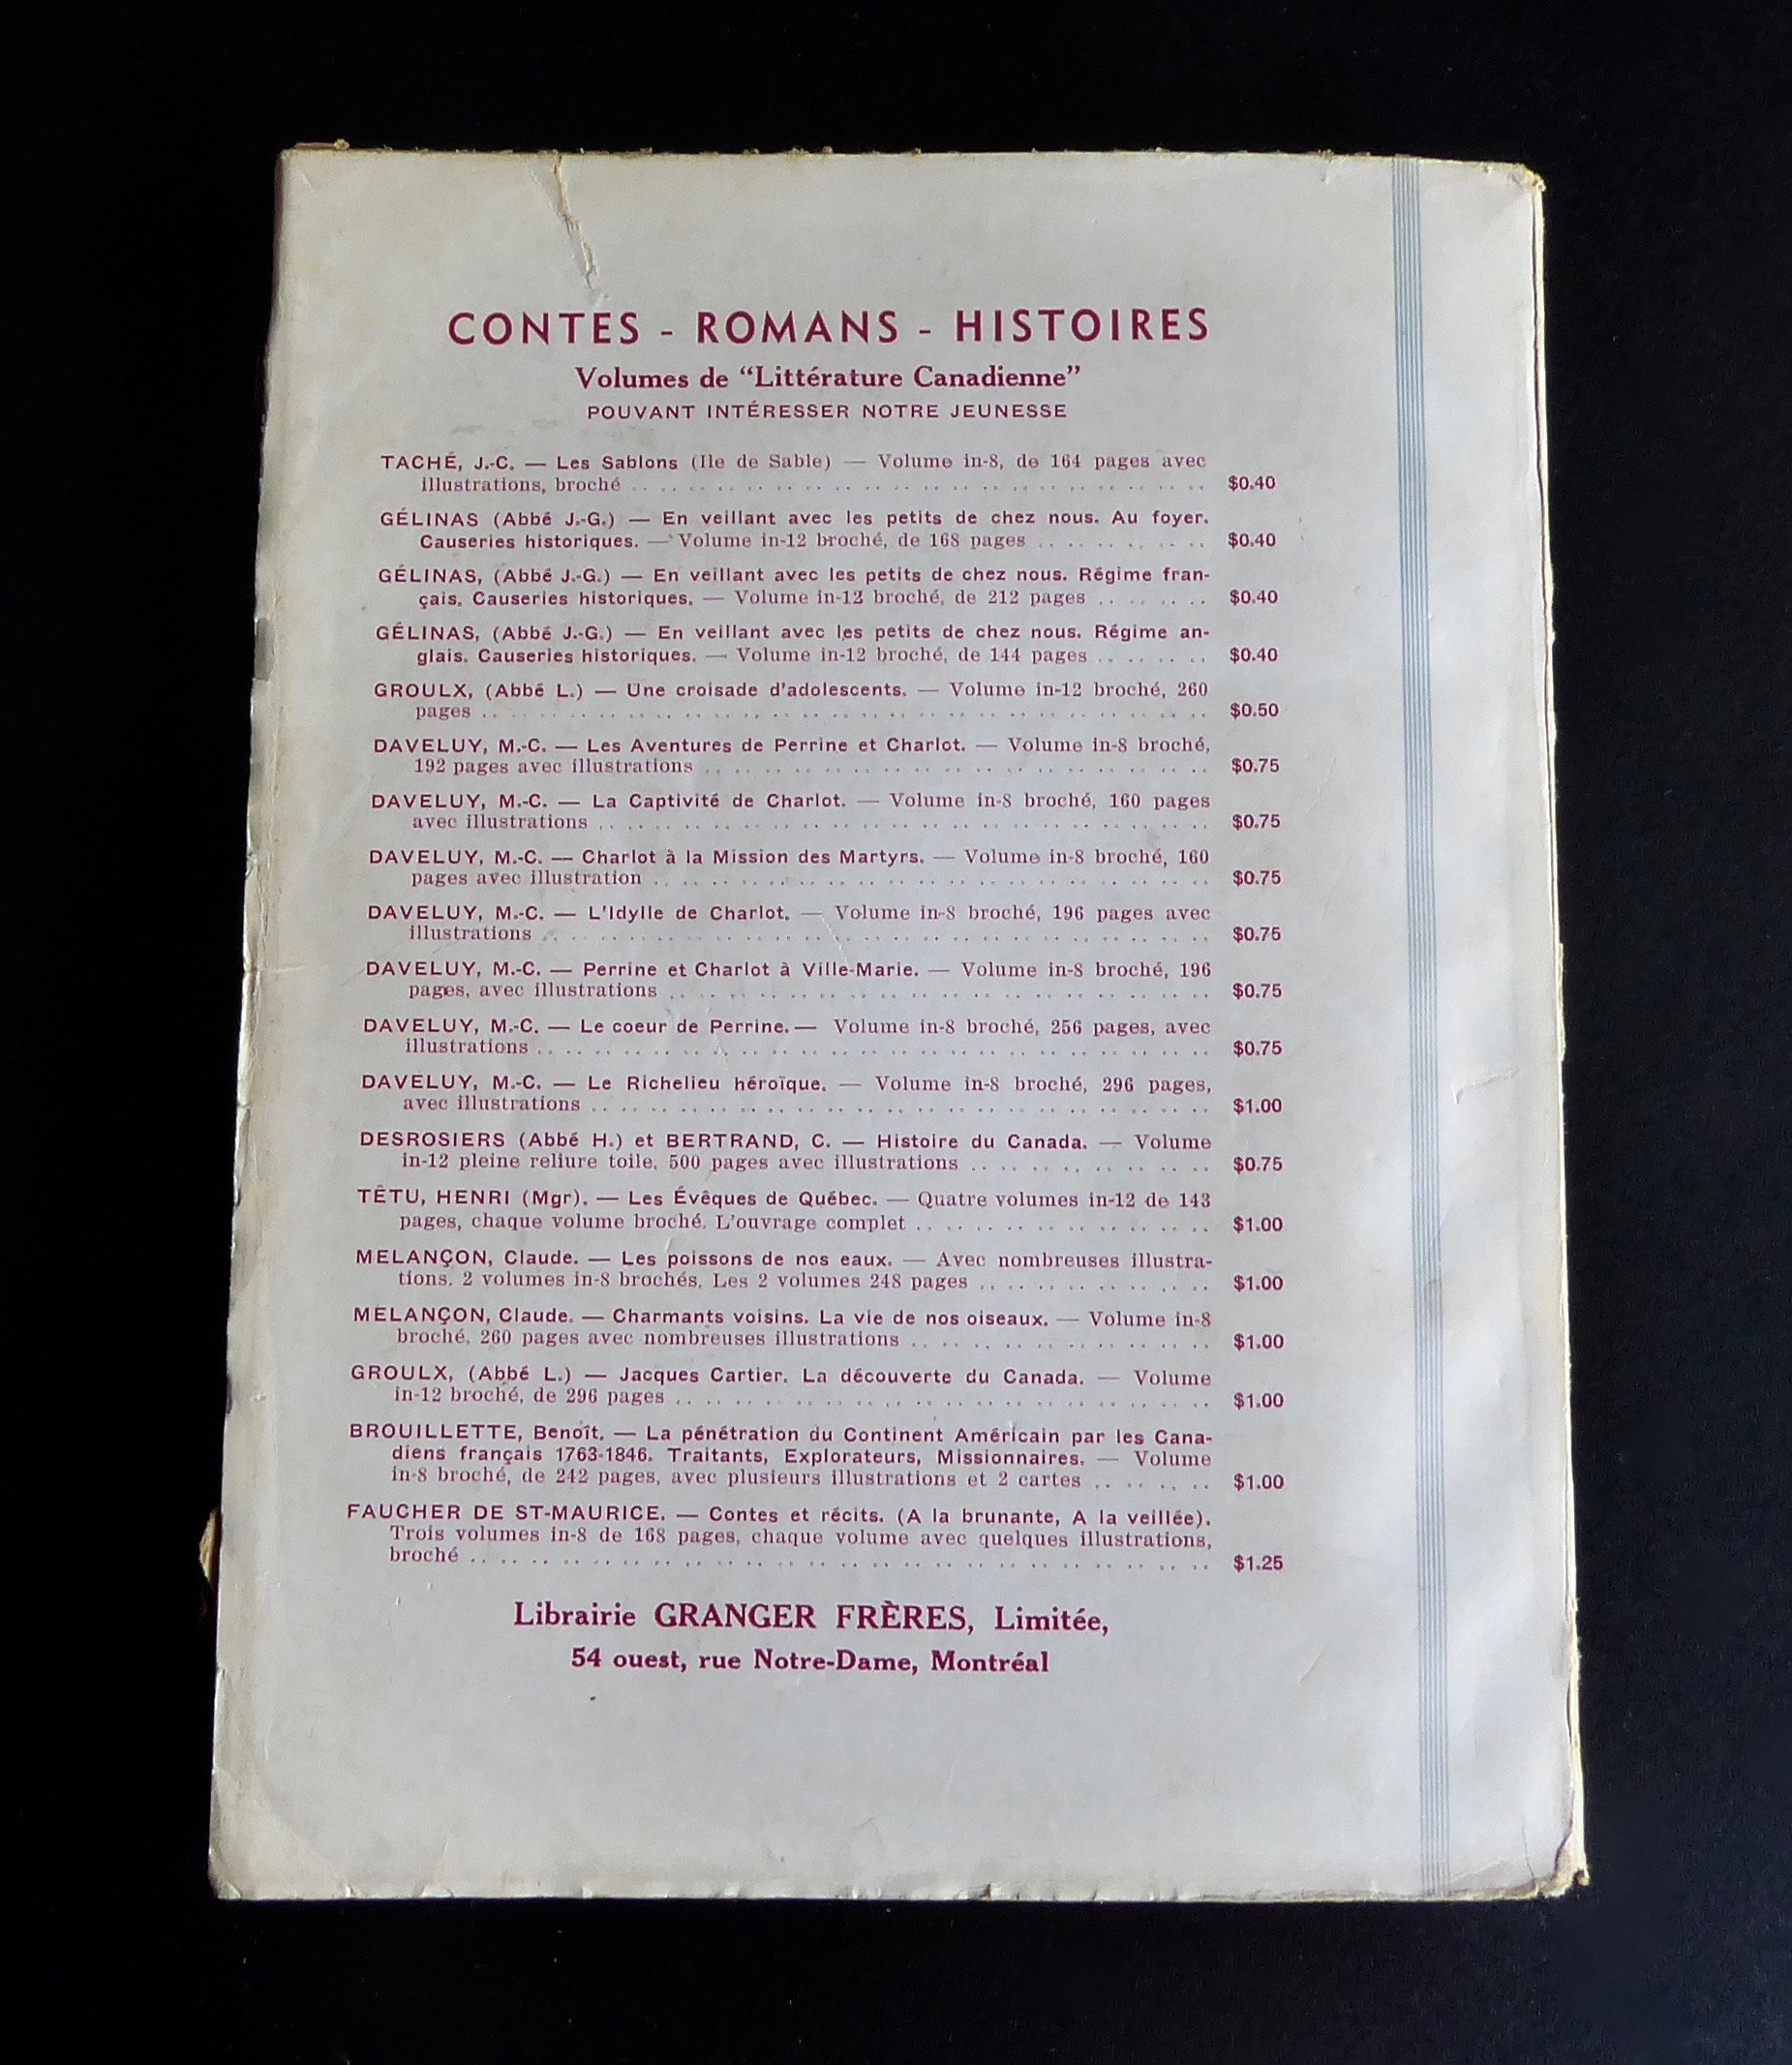 CONTES - ROMANS - HISTOIRES
Volumes de “Littérature Canadienne”
POUVANT INTÉRESSER NOTRE JEUNESSE
TACHÉ, J.-C. — Les Sablons (Ile de Sable) — Volume in-8, de 164 pages avec
illustrations, broché .. .. .. .. .. .. .. .. .. .. .. .. .. .. .. .. .. .. .. .. $0.40
GÉLINAS (Abbé J.-G.) — En veillant avec les petits de chez nous. Au foyer.
Causeries historiques. — Volume in-12 broché, de 168 pages .. .. .. .. .. .. $0.40
GÉLINAS, (Abbé J.-G.) — En veillant avec les petits de chez nous. Régime fran-
çais. Causeries historiques. — Volume in-12 broché, de 212 pages .. .. .. .. $0.40
GÉLINAS, (Abbé J.-G.) — En veillant avec les petits de chez nous. Régime an-
glais. Causeries historiques. — Volume in-12 broché, de 144 pages .. .. .. .. $0.40
GROULX, (Abbé L.) — Une croisade d'adolescents. — Volume in-12 broché, 260
pages .. .. .. .. .. .. .. .. .. .. .. .. .. .. .. .. .. .. .. .. .. .. .. .. .. $0.50
DAVELUY, M.-C. — Les Aventures de Perrine et Charlot. — Volume in-8 broché,
192 pages avec illustrations .. .. .. .. .. .. .. .. .. .. .. .. .. .. .. .. .. .. $0.75
DAVELUY, M.-C. — La Captivité de Charlot. — Volume in-8 broché, 160 pages
avec illustrations .. .. .. .. .. .. .. .. .. .. .. .. .. .. .. .. .. .. .. .. .. $0.75
DAVELUY, M.-C. — Charlot à la Mission des Martyrs. — Volume in-8 broché, 160
pages avec illustration .. .. .. .. .. .. .. .. .. .. .. .. .. .. .. .. .. .. .. .. $0.75
DAVELUY, M.-C. — L'Idylle de Charlot. — Volume in-8 broché, 196 pages avec
illustrations .. .. .. .. .. .. .. .. .. .. .. .. .. .. .. .. .. .. .. .. .. .. .. $0.75
DAVELUY, M.-C. — Perrine et Charlot à Ville-Marie. — Volume in-8 broché, 196
pages, avec illustrations .. .. .. .. .. .. .. .. .. .. .. .. .. .. .. .. .. .. .. $0.75
DAVELUY, M.-C. — Le coeur de Perrine. — Volume in-8 broché, 256 pages, avec
illustrations .. .. .. .. .. .. .. .. .. .. .. .. .. .. .. .. .. .. .. .. .. .. .. $0.75
DAVELUY, M.-C. — Le Richelieu héroïque. — Volume in-8 broché, 296 pages,
avec illustrations .. .. .. .. .. .. .. .. .. .. .. .. .. .. .. .. .. .. .. .. .. .. $1.00
DESROSIERS (Abbé H.) et BERTRAND, C. — Histoire du Canada. — Volume
in-12 pleine reliure toile. 500 pages avec illustrations .. .. .. .. .. .. .. .. .. $0.75
TÊTU, HENRI (Mgr). — Les Évêques de Québec. — Quatre volumes in-12 de 143
pages, chaque volume broché. L'ouvrage complet .. .. .. .. .. .. .. .. .. .. .. $1.00
MELANÇON, Claude. — Les poissons de nos eaux. — Avec nombreuses illustra-
tions. 2 volumes in-8 brochés. Les 2 volumes 248 pages .. .. .. .. .. .. .. .. $1.00
MELANÇON, Claude. — Charmants voisins. La vie de nos oiseaux. — Volume in-8
broché, 260 pages avec nombreuses illustrations .. .. .. .. .. .. .. .. .. .. .. $1.00
GROULX, (Abbé L.) — Jacques Cartier. La découverte du Canada. — Volume
in-12 broché, de 296 pages .. .. .. .. .. .. .. .. .. .. .. .. .. .. .. .. .. .. .. $1.00
BROUILLETTE, Benoît. — La pénétration du Continent Américain par les Cana-
diens français 1763-1846. Traitants, Explorateurs, Missionnaires. — Volume
in-8 broché, de 242 pages, avec plusieurs illustrations et 2 cartes .. .. .. .. $1.00
FAUCHER DE ST-MAURICE. — Contes et récits. (A la brunante, A la veillée).
Trois volumes in-8 de 168 pages, chaque volume avec quelques illustrations,
broché .. .. .. .. .. .. .. .. .. .. .. .. .. .. .. .. .. .. .. .. .. .. .. .. .. .. $1.25
Librairie GRANGER FRÈRES, Limitée,
54 ouest, rue Notre-Dame, Montréal